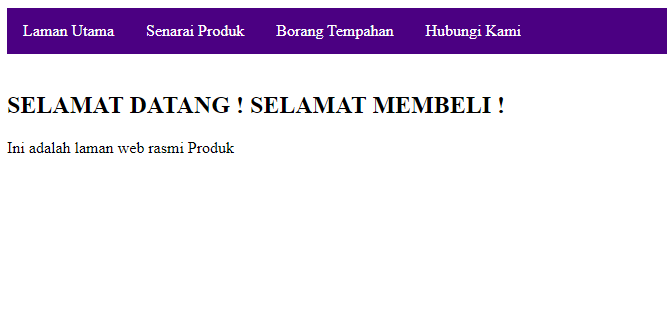 Laman Utama Senarai Produk Borang Tempahan Hubungi Kami
SELAMAT DATANG ! SELAMAT MEMBELI !
Ini adalah laman web rasmi Produk